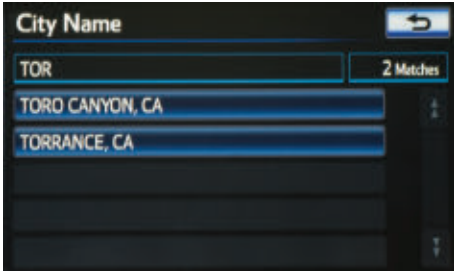 City Name
TOR
2 Matches
TORO CANYON, CA
TORRANCE, CA